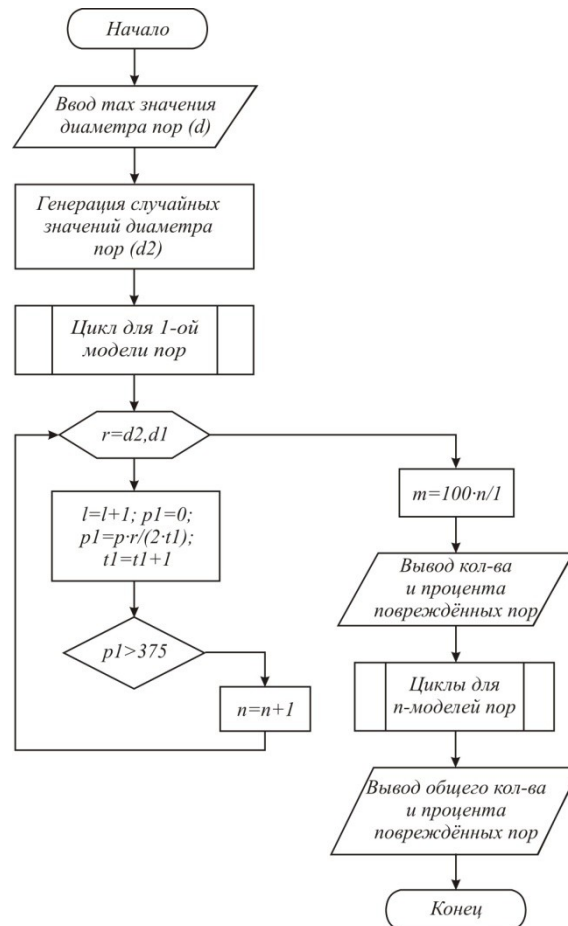 Начало
Ввод max значения
диаметра пор (d)
Генерация случайных
значений диаметра
пор (d2)
Цикл для 1-ой
модели пор
r=d2,d1
l=l+1; p1=0;
p1=p·r/(2·t1);
t1=t1+1
p1>375
n=n+1
m=100·n/1
Вывод кол-ва
и процента
повреждённых пор
Циклы для
n-моделей пор
Вывод общего кол-ва
и процента
повреждённых пор
Конец